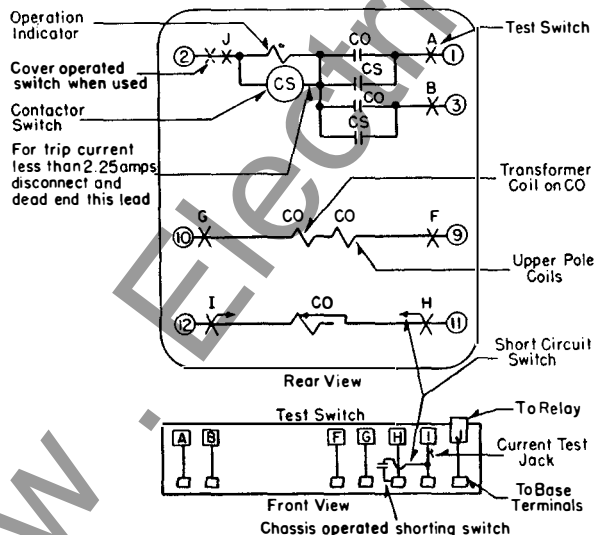 Operation
Indicator
J
CO
A
Test Switch
2
1
CS
Cover operated
switch when used
CS
CO
B
3
Contactor
Switch
CS
For trip current
less than 2.25 amps
disconnect and
dead end this lead
Transformer
Coil on CO
G
CO
CO
F
10
9
Upper Pole
Coils
I
CO
H
12
11
Short Circuit
Switch
Rear View
Test Switch
To Relay
A
B
F
G
H
I
Current Test
Jack
To Base
Terminals
Front View
Chassis operated shorting switch
w . Electri